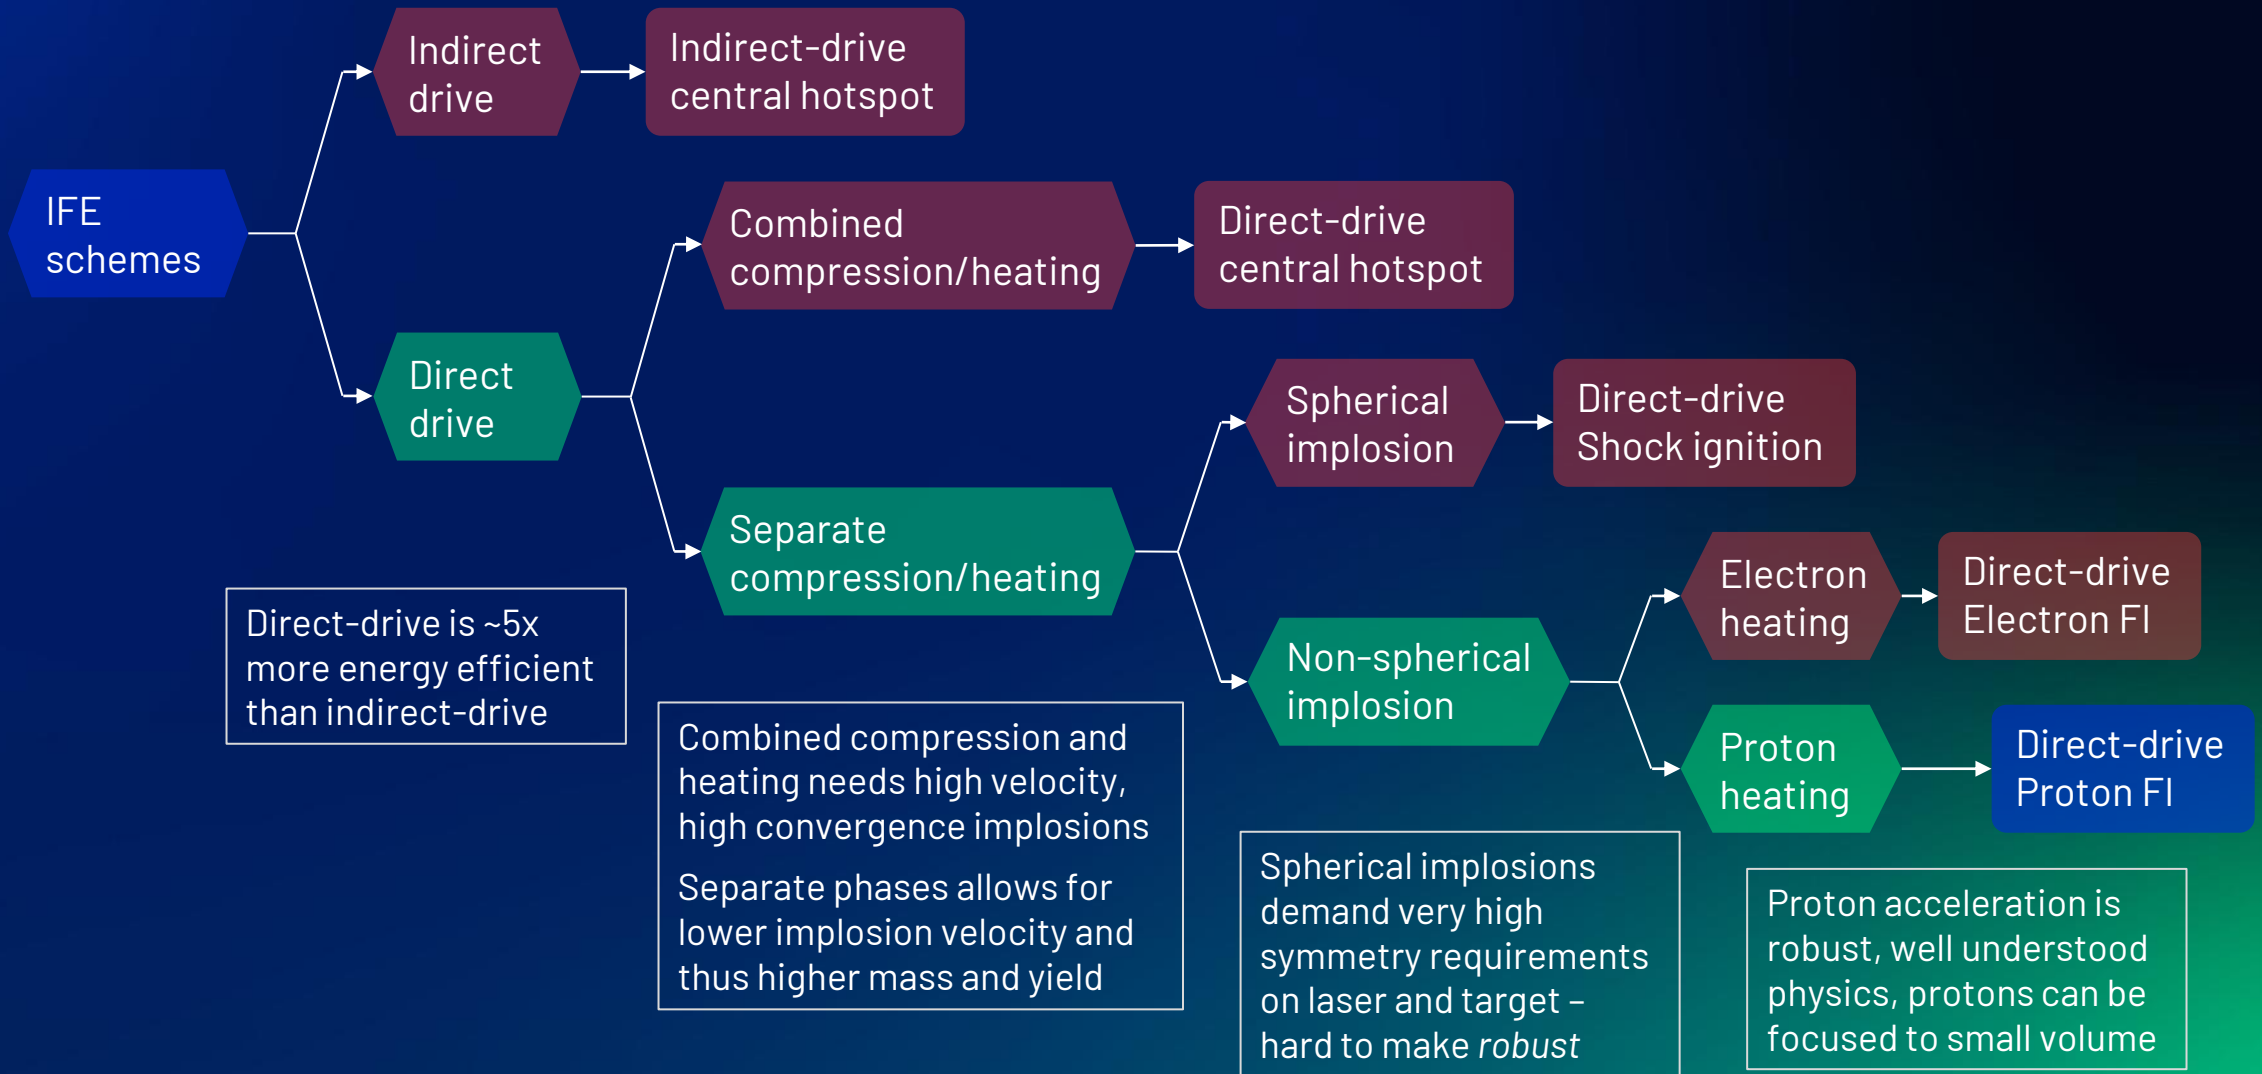 Indirect
drive
Indirect-drive
central hotspot
IFE
schemes
Combined
compression/heating
Direct-drive
central hotspot
Direct
drive
Spherical
implosion
Direct-drive
Shock ignition
Separate
compression/heating
Electron
heating
Direct-drive
Electron FI
Non-spherical
implosion
Proton
heating
Direct-drive
Proton FI
Direct-drive is ~5x
more energy efficient
than indirect-drive
Combined compression and
heating needs high velocity,
high convergence implosions
Separate phases allows for
lower implosion velocity and
thus higher mass and yield
Spherical implosions
demand very high
symmetry requirements
on laser and target –
hard to make robust
Proton acceleration is
robust, well understood
physics, protons can be
focused to small volume